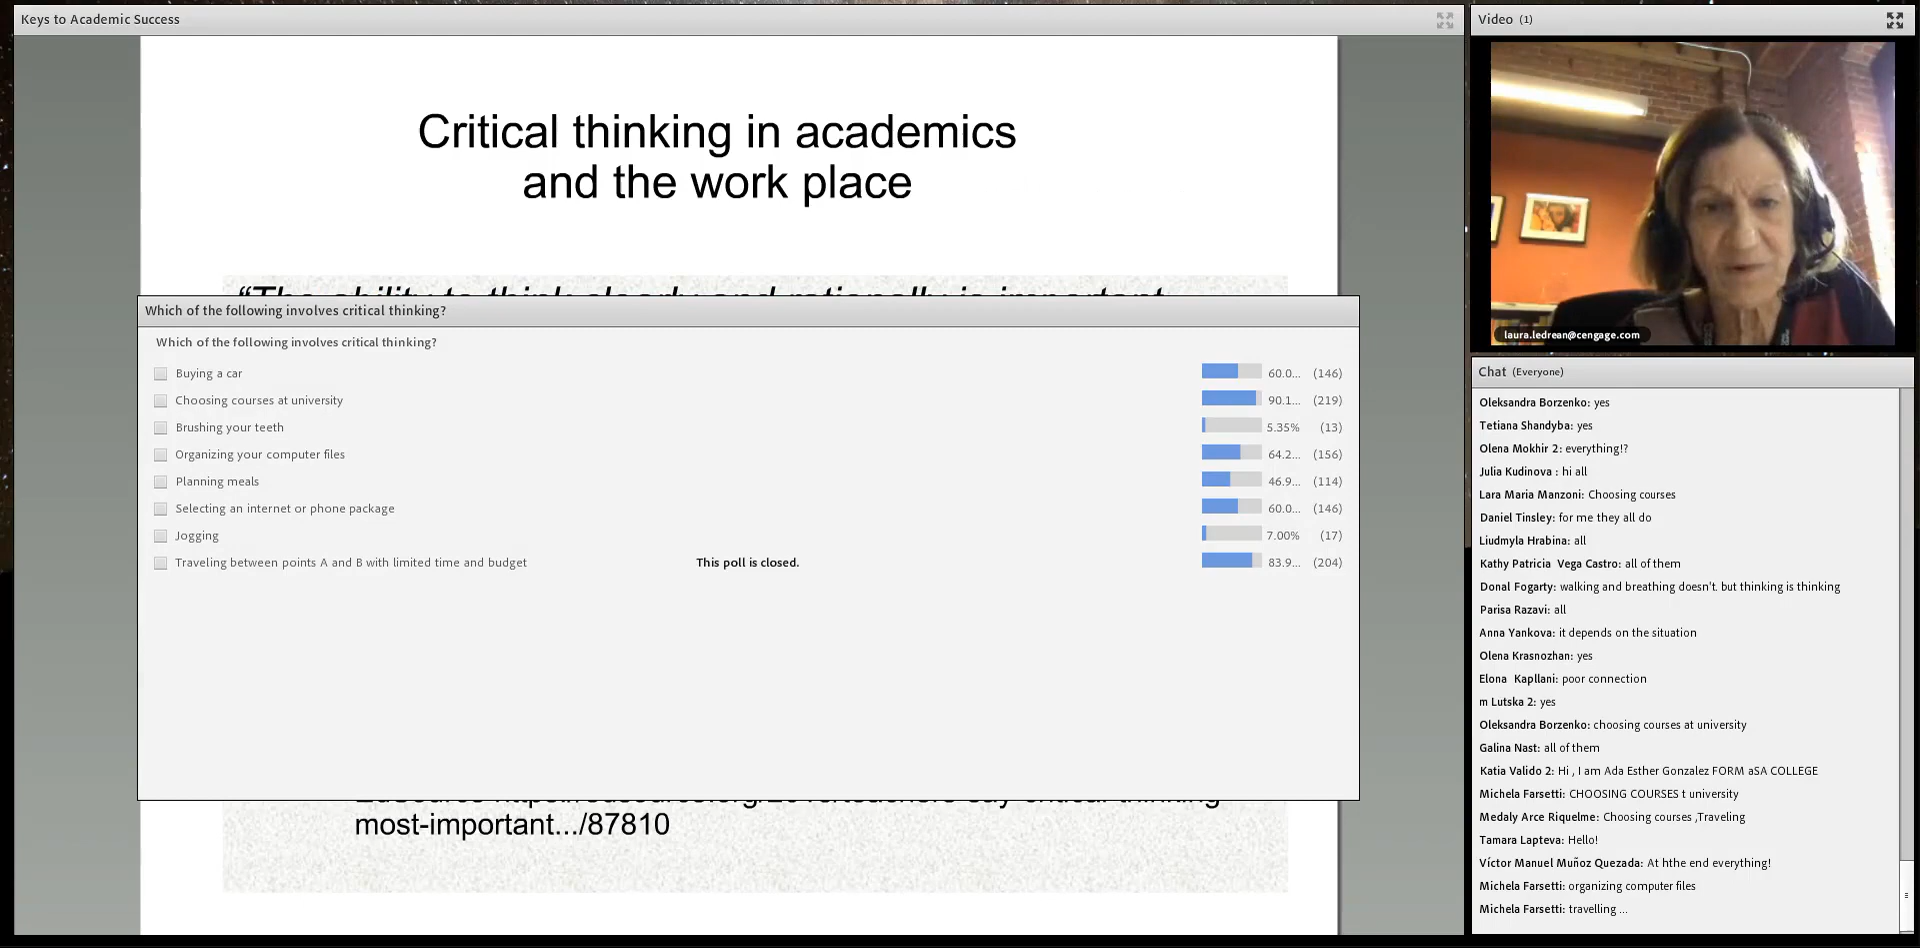 Keys to Academic Success
Critical thinking in academics
and the work place
“The ability to think clearly and rationally is important
Which of the following involves critical thinking?
Which of the following involves critical thinking?
Buying a car 60.0... (146)
Choosing courses at university 90.1... (219)
Brushing your teeth 5.35% (13)
Organizing your computer files 64.2... (156)
Planning meals 46.9... (114)
Selecting an internet or phone package 60.0... (146)
Jogging 7.00% (17)
Traveling between points A and B with limited time and budget This poll is closed. 83.9... (204)
most-important.../87810
Video (1)
laura.ledrean@cengage.com
Chat (Everyone)
Oleksandra Borzenko: yes
Tetiana Shandyba: yes
Olena Mokhir 2: everything!?
Julia Kudinova : hi all
Lara Maria Manzoni: Choosing courses
Daniel Tinsley: for me they all do
Liudmyla Hrabina: all
Kathy Patricia Vega Castro: all of them
Donal Fogarty: walking and breathing doesn't. but thinking is thinking
Parisa Razavi: all
Anna Yankova: it depends on the situation
Olena Krasnozhan: yes
Elona Kapllani: poor connection
m Lutska 2: yes
Oleksandra Borzenko: choosing courses at university
Galina Nast: all of them
Katia Valido 2: Hi , I am Ada Esther Gonzalez FORM aSA COLLEGE
Michela Farsetti: CHOOSING COURSES t university
Medaly Arce Riquelme: Choosing courses ,Traveling
Tamara Lapteva: Hello!
Víctor Manuel Muñoz Quezada: At hthe end everything!
Michela Farsetti: organizing computer files
Michela Farsetti: travelling ...